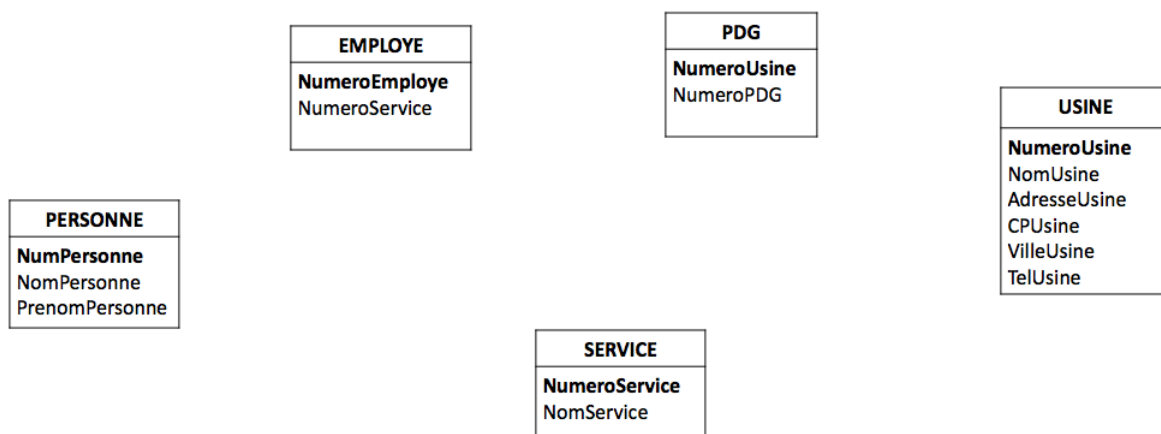 EMPLOYE
NumeroEmploye
NumeroService
PDG
NumeroUsine
NumeroPDG
USINE
NumeroUsine
NomUsine
AdresseUsine
CPUsine
VilleUsine
TelUsine
PERSONNE
NumPersonne
NomPersonne
PrenomPersonne
SERVICE
NumeroService
NomService